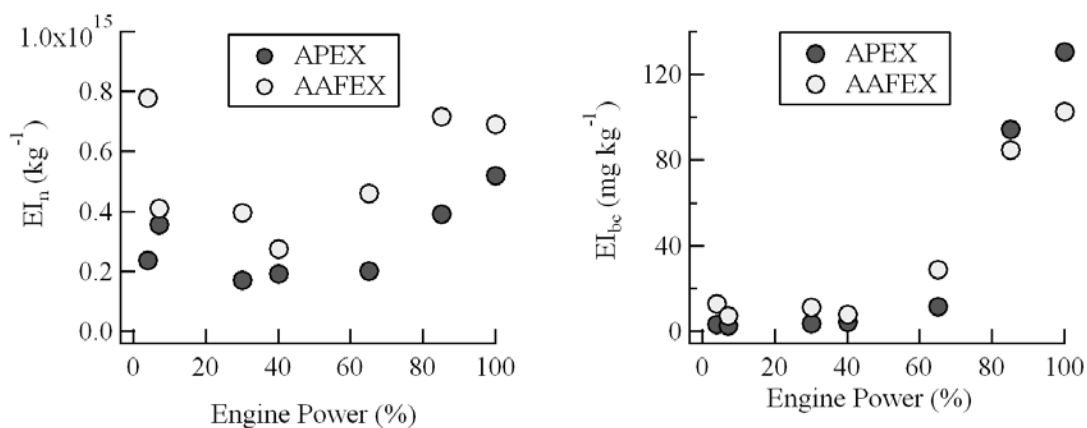 1.0x10^15
0.8
0.6
0.4
0.2
0.0
EI_n (kg^-1)
APEX
AAFEX
0 20 40 60 80 100
Engine Power (%)
120
80
40
0
EI_bc (mg kg^-1)
APEX
AAFEX
0 20 40 60 80 100
Engine Power (%)